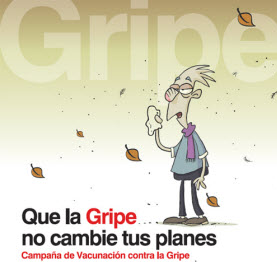 Gripe
Que la Gripe
no cambie tus planes
Campaña de Vacunación contra la Gripe